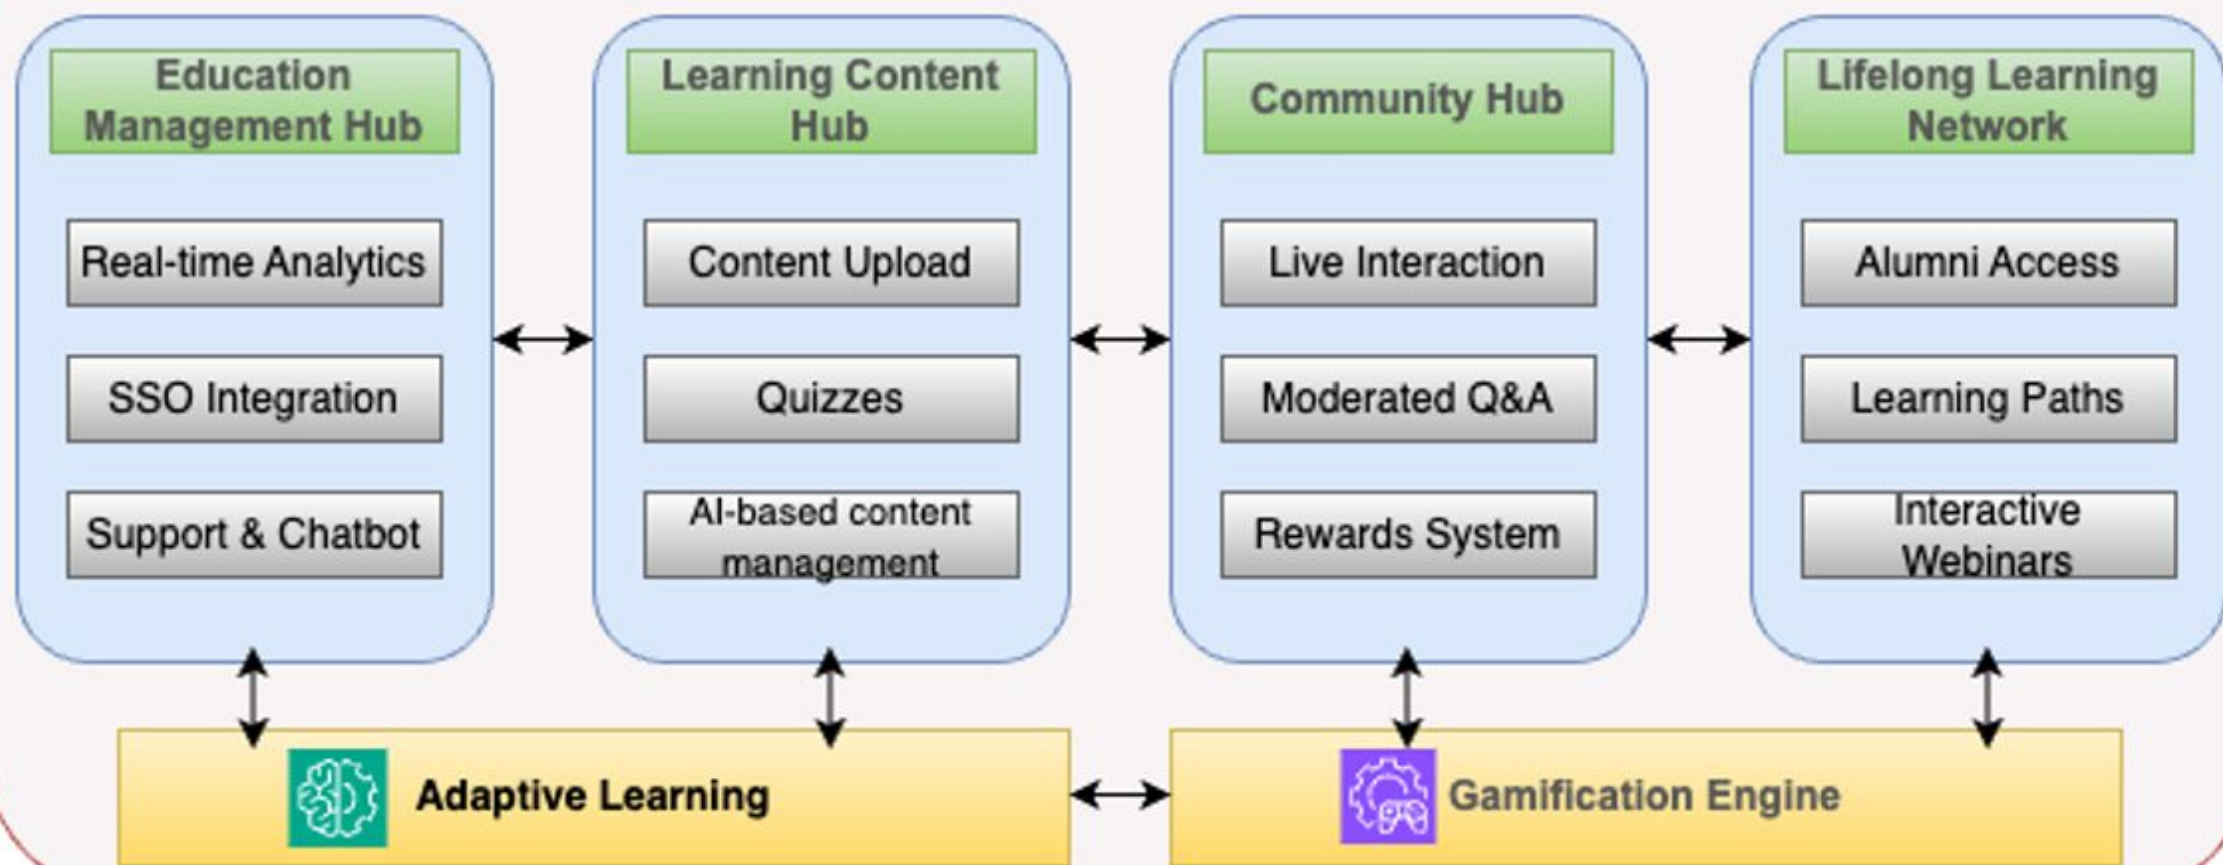 Education
Management Hub
Real-time Analytics
SSO Integration
Support & Chatbot
Learning Content
Hub
Content Upload
Quizzes
AI-based content
management
Community Hub
Live Interaction
Moderated Q&A
Rewards System
Lifelong Learning
Network
Alumni Access
Learning Paths
Interactive
Webinars
Adaptive Learning
Gamification Engine